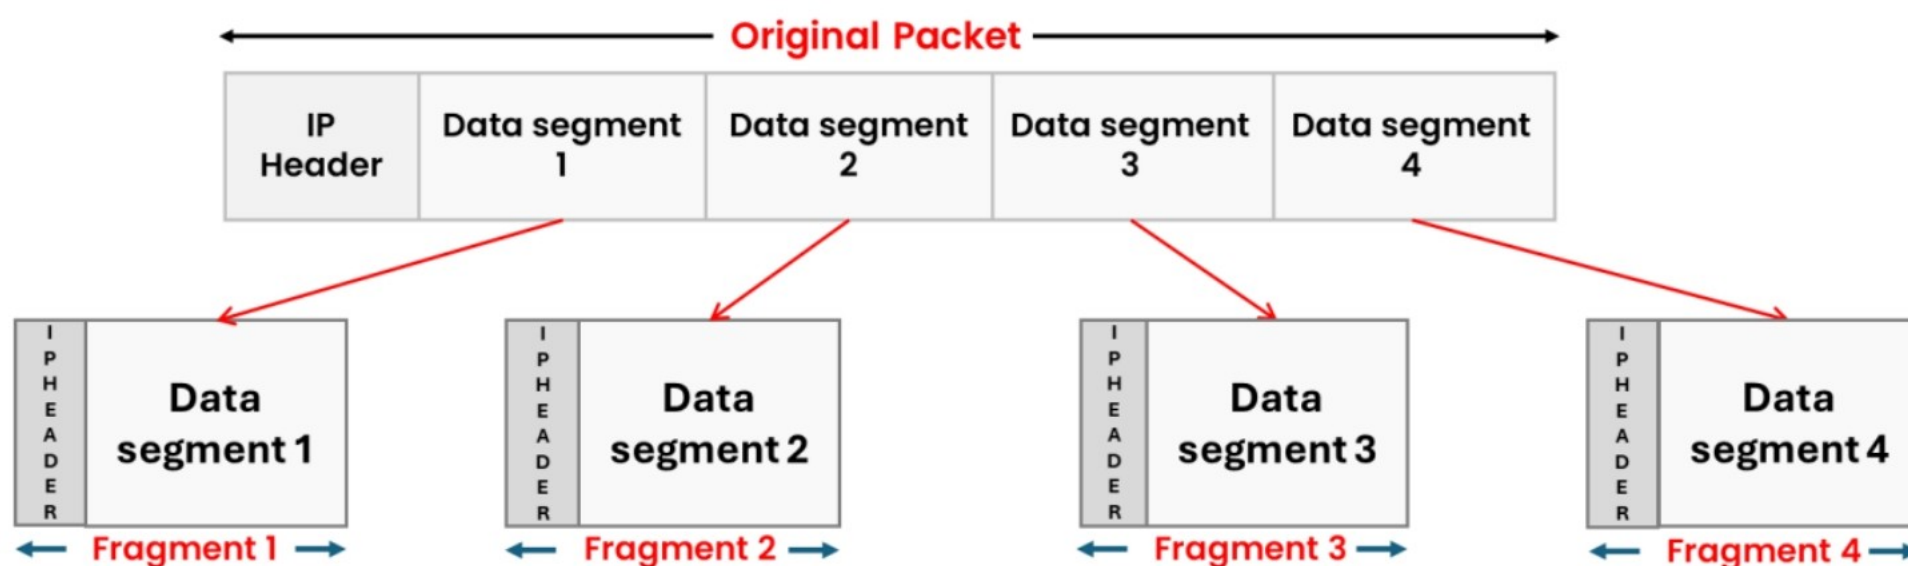 Original Packet
IP
Header
Data segment
1
Data segment
2
Data segment
3
Data segment
4
IPHEADER
Data
segment 1
IPHEADER
Data
segment 2
IPHEADER
Data
segment 3
IPHEADER
Data
segment 4
Fragment 1
Fragment 2
Fragment 3
Fragment 4